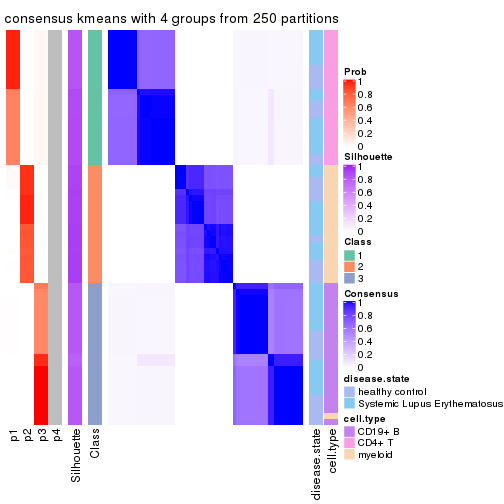 consensus kmeans with 4 groups from 250 partitions
Prob
1
0.8
0.6
0.4
0.2
0
Silhouette
1
0.8
0.6
0.4
0.2
0
Class
1
2
3
Consensus
1
0.8
0.6
0.4
0.2
0
disease.state
healthy control
Systemic Lupus Erythematosus
cell.type
CD19+ B
CD4+ T
myeloid
p1
p2
p3
p4
Silhouette
Class
disease.state
cell.type